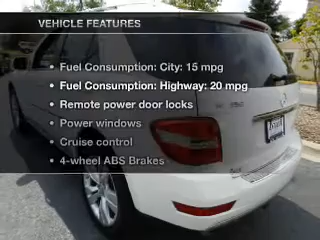 VEHICLE FEATURES
Fuel Consumption: City: 15 mpg
Fuel Consumption: Highway: 20 mpg
Remote power door locks
Power windows
Cruise control
4-wheel ABS Brakes